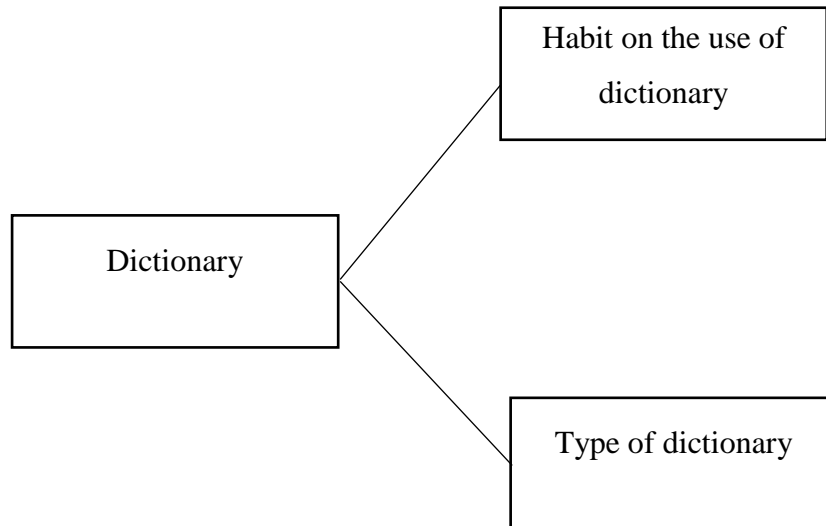 Habit on the use of
dictionary
Dictionary
Type of dictionary